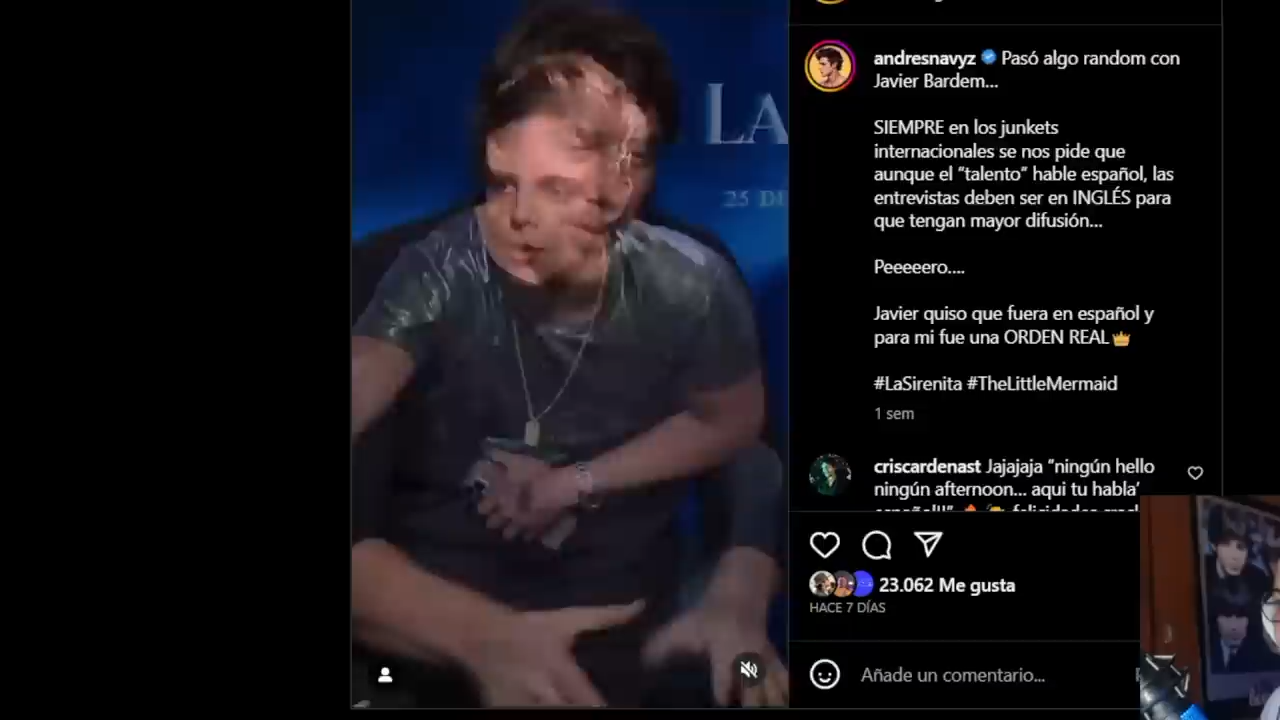 LA
25 DE
andresnavyz Pasó algo random con
Javier Bardem...
SIEMPRE en los junkets
internacionales se nos pide que
aunque el “talento” hable español, las
entrevistas deben ser en INGLÉS para
que tengan mayor difusión...
Peeeeero....
Javier quiso que fuera en español y
para mi fue una ORDEN REAL👑
#LaSirenita #TheLittleMermaid
1 sem
criscardenast Jajajaja “ningún hello
ningún afternoon... aqui tu habla’
23.062 Me gusta
HACE 7 DÍAS
Añade un comentario...